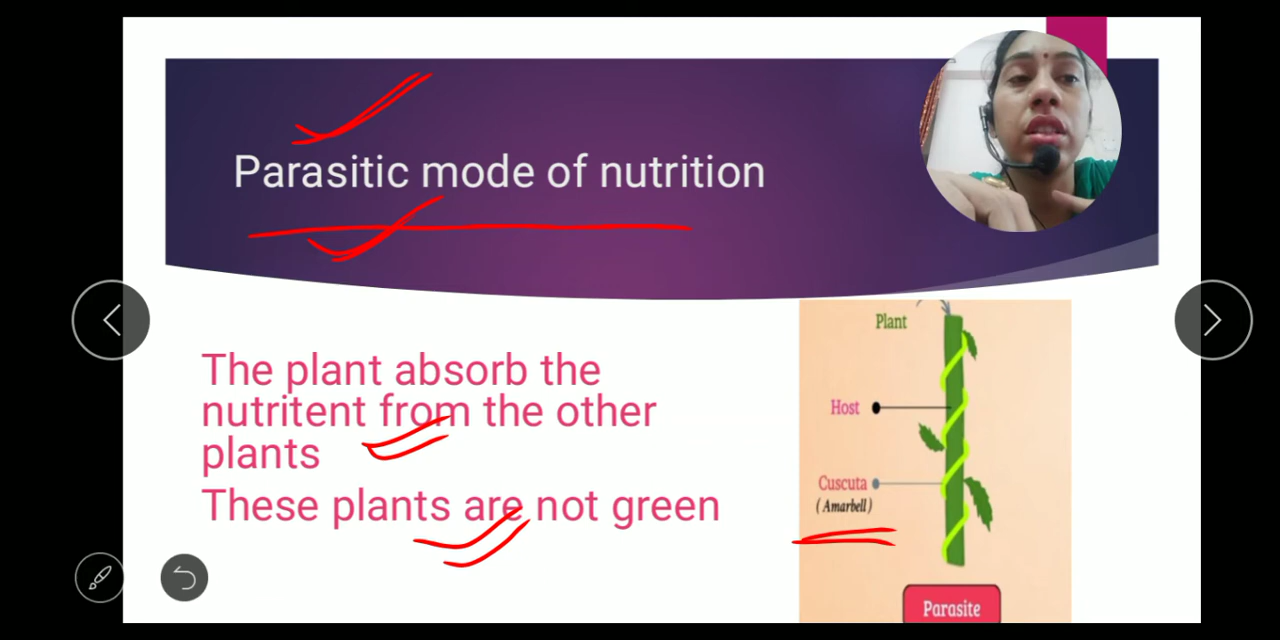 Parasitic mode of nutrition
The plant absorb the
nutritent from the other
plants
These plants are not green
Plant
Host
Cuscuta
(Amarbell)
Parasite